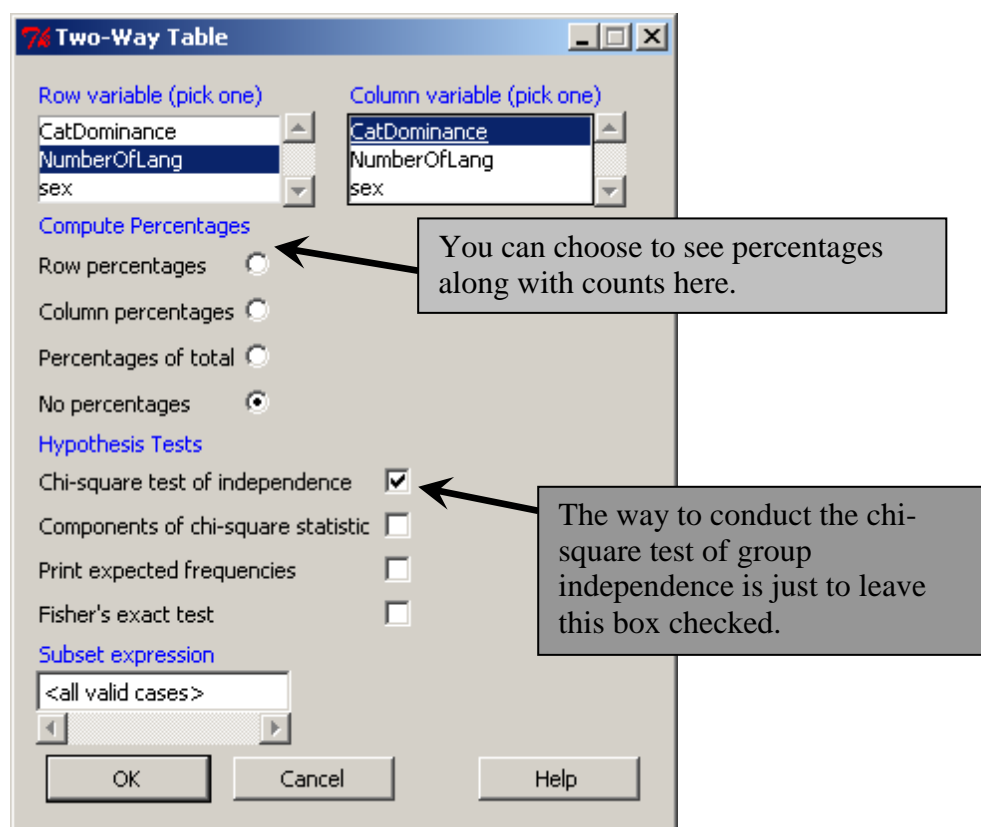 Two-Way Table
Row variable (pick one) Column variable (pick one)
CatDominance CatDominance
NumberOfLang NumberOfLang
sex sex
Compute Percentages
You can choose to see percentages
along with counts here.
Row percentages
Column percentages
Percentages of total
No percentages
Hypothesis Tests
Chi-square test of independence
Components of chi-square statistic
Print expected frequencies
Fisher's exact test
The way to conduct the chi-
square test of group
independence is just to leave
this box checked.
Subset expression
<all valid cases>
OK Cancel Help